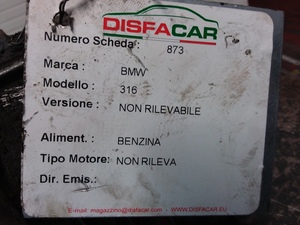 DISFACAR
Numero Scheda: 873
Marca : BMW
Modello : 316
Versione : NON RILEVABILE
Aliment. : BENZINA
Tipo Motore: NON RILEVA
Dir. Emis.:
E-mail: magazzino@disfacar.com - WWW.DISFACAR.EU